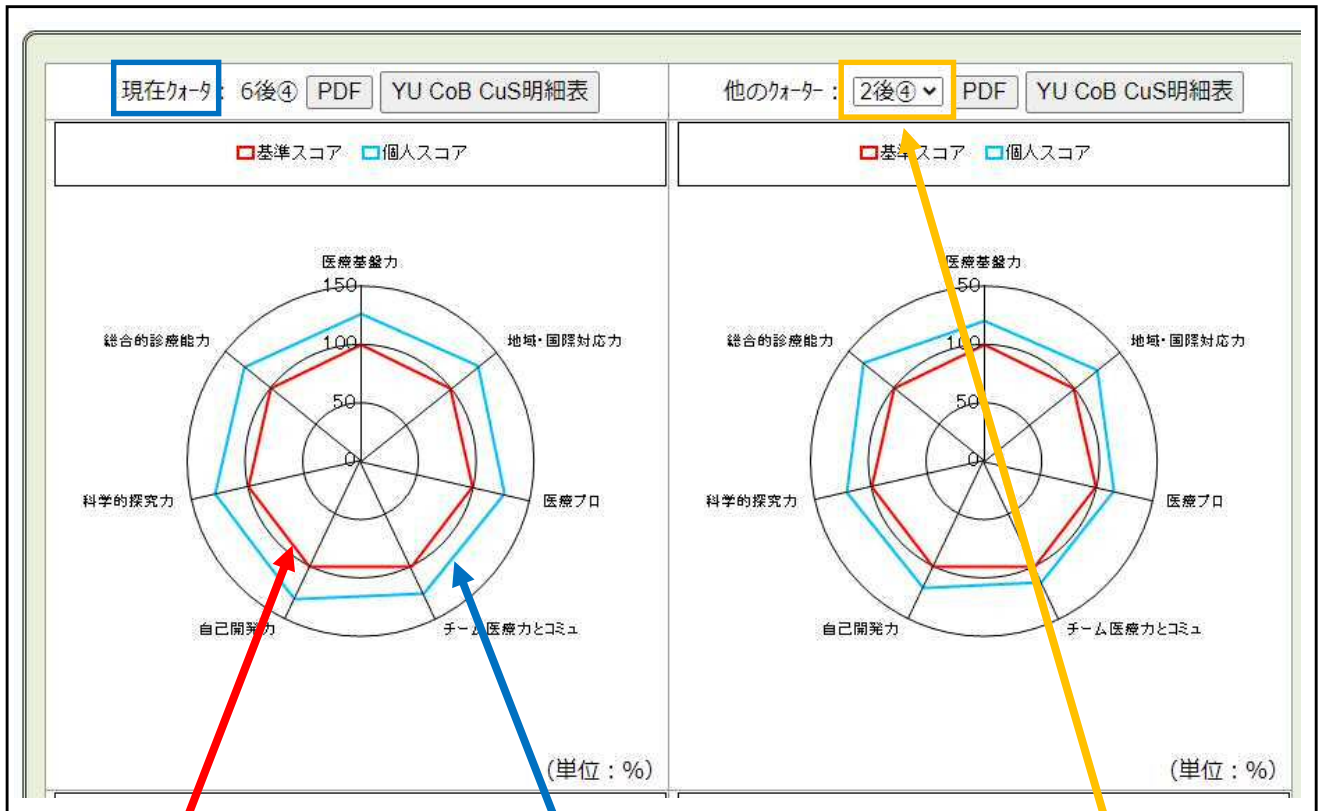 現在クォータ： 6後④ PDF YU CoB CuS明細表
他のクォーター： 2後④ PDF YU CoB CuS明細表
基準スコア 個人スコア
基準スコア 個人スコア
医療基盤力
150
総合的診療能力
100
地域・国際対応力
50
0
科学的探究力
医療プロ
自己開発力
チーム医療力とコミュ
(単位：%)
医療基盤力
50
総合的診療能力
100
地域・国際対応力
50
0
科学的探究力
医療プロ
自己開発力
チーム医療力とコミュ
(単位：%)